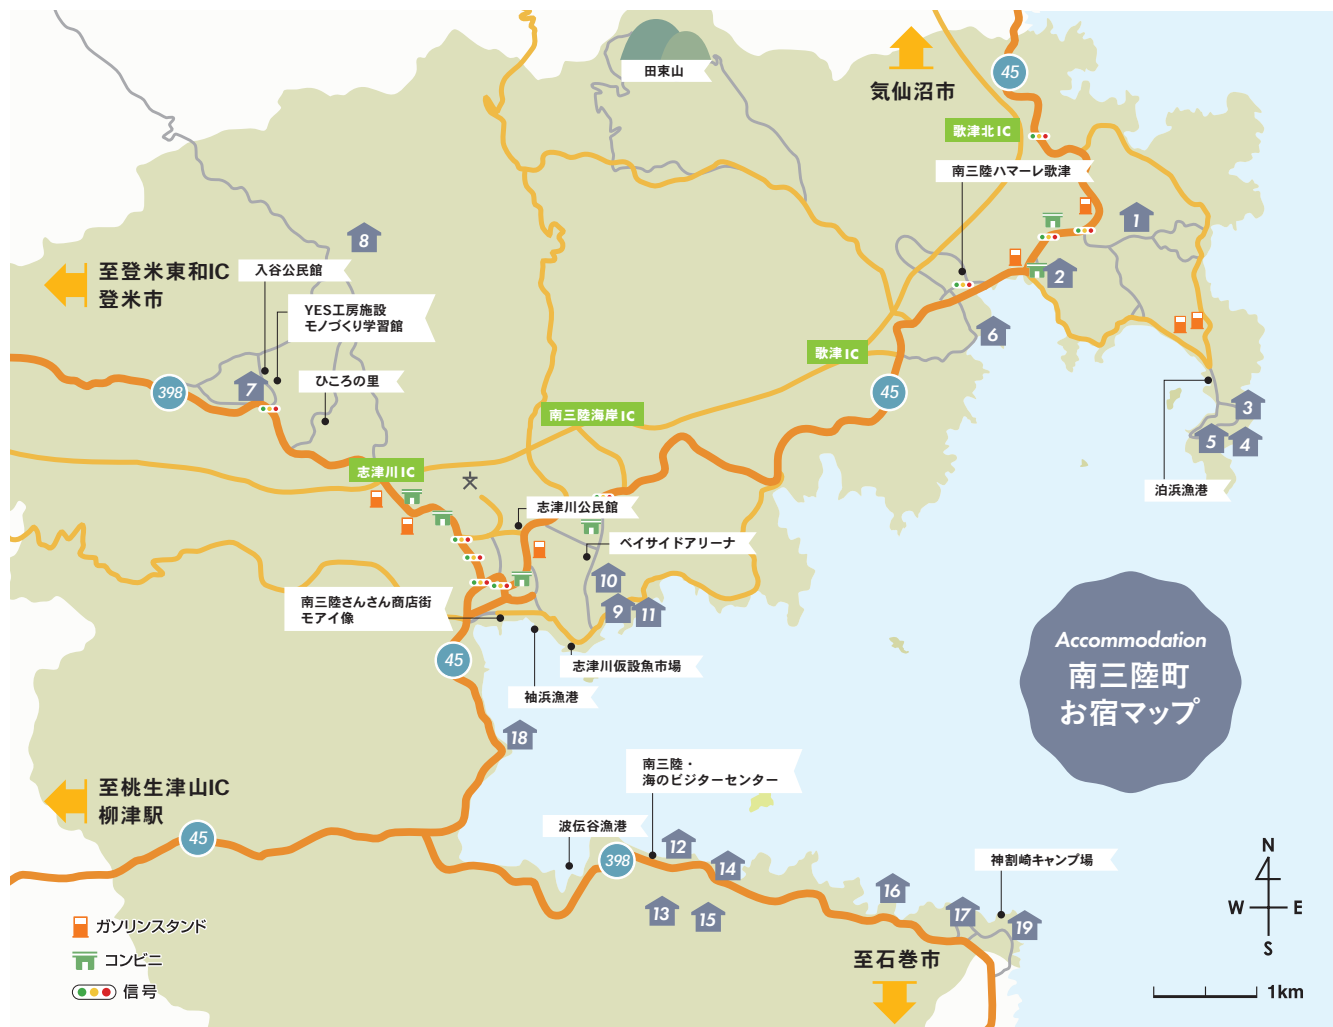 田束山
気仙沼市
45
歌津北IC
南三陸ハマーレ歌津
1
8
至登米東和IC
登米市
入谷公民館
2
YES工房施設
モノづくり学習館
6
歌津IC
ひころの里
398
7
45
3
南三陸海岸IC
5
4
志津川IC
文
泊浜漁港
志津川公民館
ベイサイドアリーナ
10
南三陸さんさん商店街
モアイ像
9
11
Accommodation
南三陸町
お宿マップ
45
志津川仮設魚市場
袖浜漁港
18
南三陸・
海のビジターセンター
至桃生津山IC
柳津駅
45
波伝谷漁港
398
12
14
神割崎キャンプ場
16
13
15
17
19
ガソリンスタンド
コンビニ
信号
至石巻市
N
W
E
S
1km